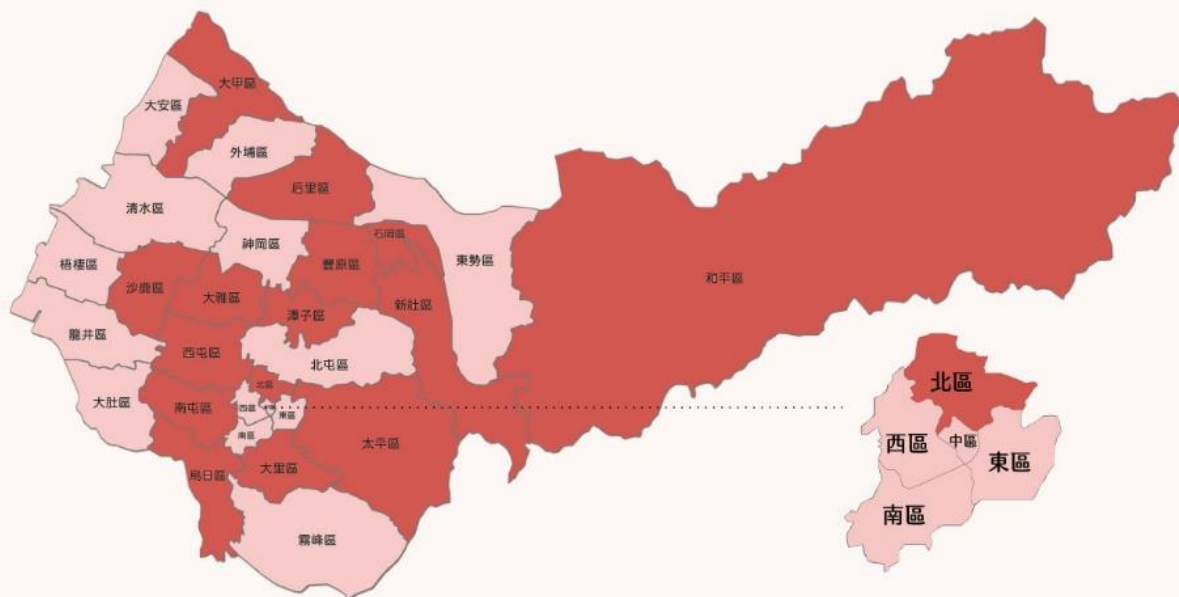 大甲區
大安區
外埔區
后里區
清水區
神岡區
石岡區
豐原區
東勢區
梧棲區
沙鹿區
大雅區
潭子區
新社區
和平區
龍井區
西屯區
北屯區
大肚區
南屯區
北區
西區
東區
南區
太平區
烏日區
大里區
霧峰區
北區
西區
中區
東區
南區